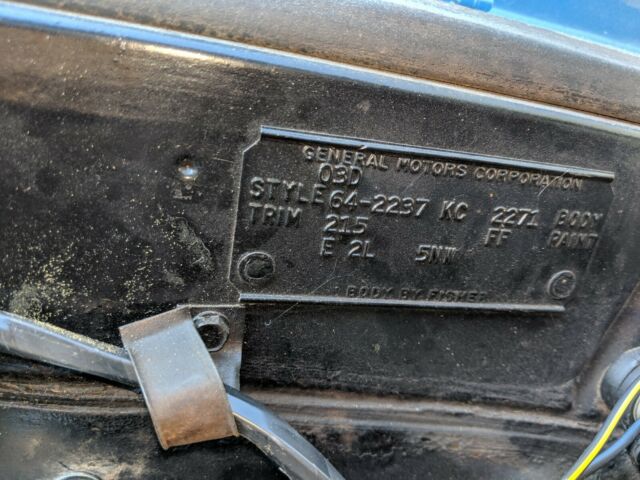 GENERAL MOTORS CORPORATION
03D
STYLE 64-2237 KC 2271 BODY
TRIM 215 FF PAINT
E 2L 5NW
BODY BY FISHER